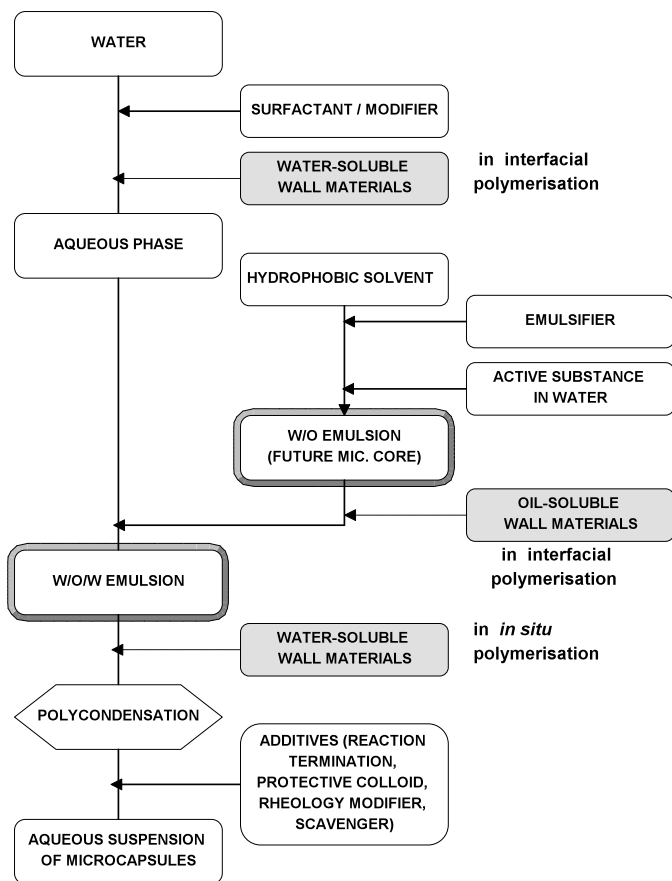 WATER
SURFACTANT / MODIFIER
WATER-SOLUBLE
WALL MATERIALS
in interfacial
polymerisation
AQUEOUS PHASE
HYDROPHOBIC SOLVENT
EMULSIFIER
ACTIVE SUBSTANCE
IN WATER
W/O EMULSION
(FUTURE MIC. CORE)
OIL-SOLUBLE
WALL MATERIALS
in interfacial
polymerisation
W/O/W EMULSION
WATER-SOLUBLE
WALL MATERIALS
in in situ
polymerisation
POLYCONDENSATION
ADDITIVES (REACTION
TERMINATION,
PROTECTIVE COLLOID,
RHEOLOGY MODIFIER,
SCAVENGER)
AQUEOUS SUSPENSION
OF MICROCAPSULES